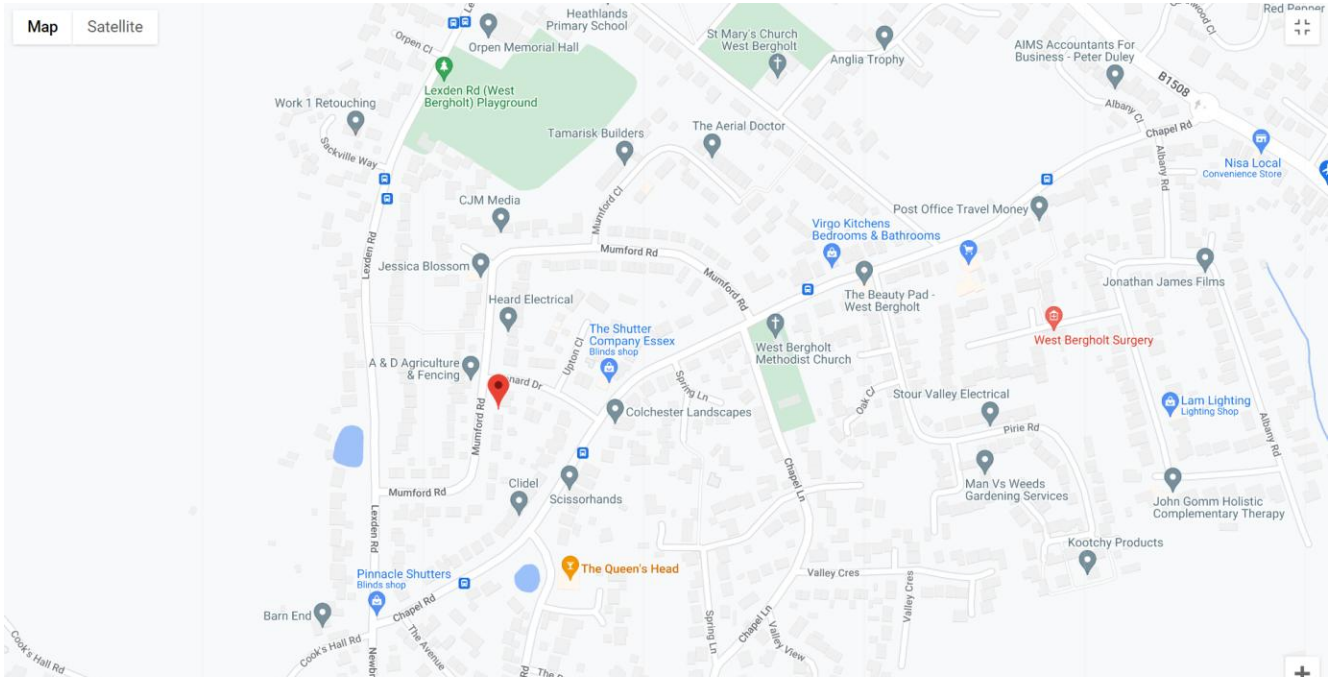 Map
Satellite
Heathlands
Primary School
Red Pepper
Orpen Cl
Orpen Memorial Hall
St Mary's Church
West Bergholt
Anglia Trophy
AIMS Accountants For
Business - Peter Duley
B1508
Lexden Rd (West
Bergholt) Playground
Work 1 Retouching
Sackville Way
Tamarisk Builders
The Aerial Doctor
Albany Cl
Chapel Rd
Albany Rd
Nisa Local
Convenience Store
CJM Media
Mumford Cl
Post Office Travel Money
Virgo Kitchens
Bedrooms & Bathrooms
Lexden Rd
Mumford Rd
Jessica Blossom
Mumford Rd
Jonathan James Films
Heard Electrical
The Beauty Pad -
West Bergholt
The Shutter
Company Essex
Blinds shop
Upton Cl
West Bergholt
Methodist Church
West Bergholt Surgery
A & D Agriculture
& Fencing
nard Dr
Spring Ln
Oak Cl
Stour Valley Electrical
Lam Lighting
Lighting Shop
Colchester Landscapes
Mumford Rd
Pirie Rd
Albany Rd
Mumford Rd
Clidel
Scissorhands
Chapel Ln
Man Vs Weeds
Gardening Services
John Gomm Holistic
Complementary Therapy
Lexden Rd
Kootchy Products
Pinnacle Shutters
Blinds shop
The Queen's Head
Valley Cres
Valley Cres
Barn End
Chapel Rd
Cook's Hall Rd
Cook's Hall Rd
The Avenue
Newbr
Rd
Spring Ln
Chapel Ln
Valley View